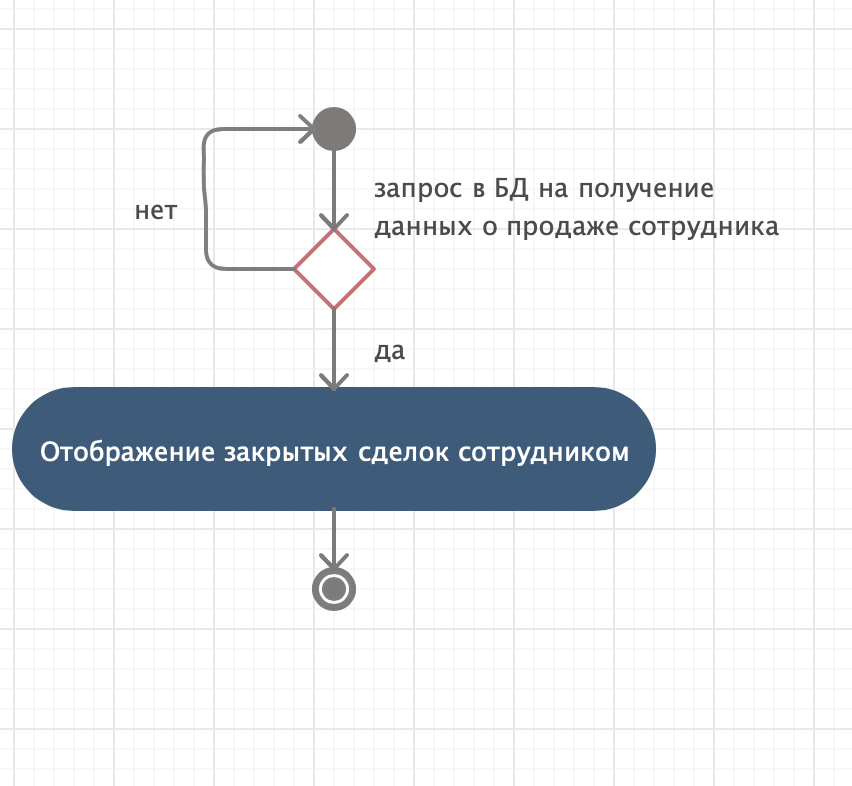 запрос в БД на получение
данных о продаже сотрудника
нет
да
Отображение закрытых сделок сотрудником